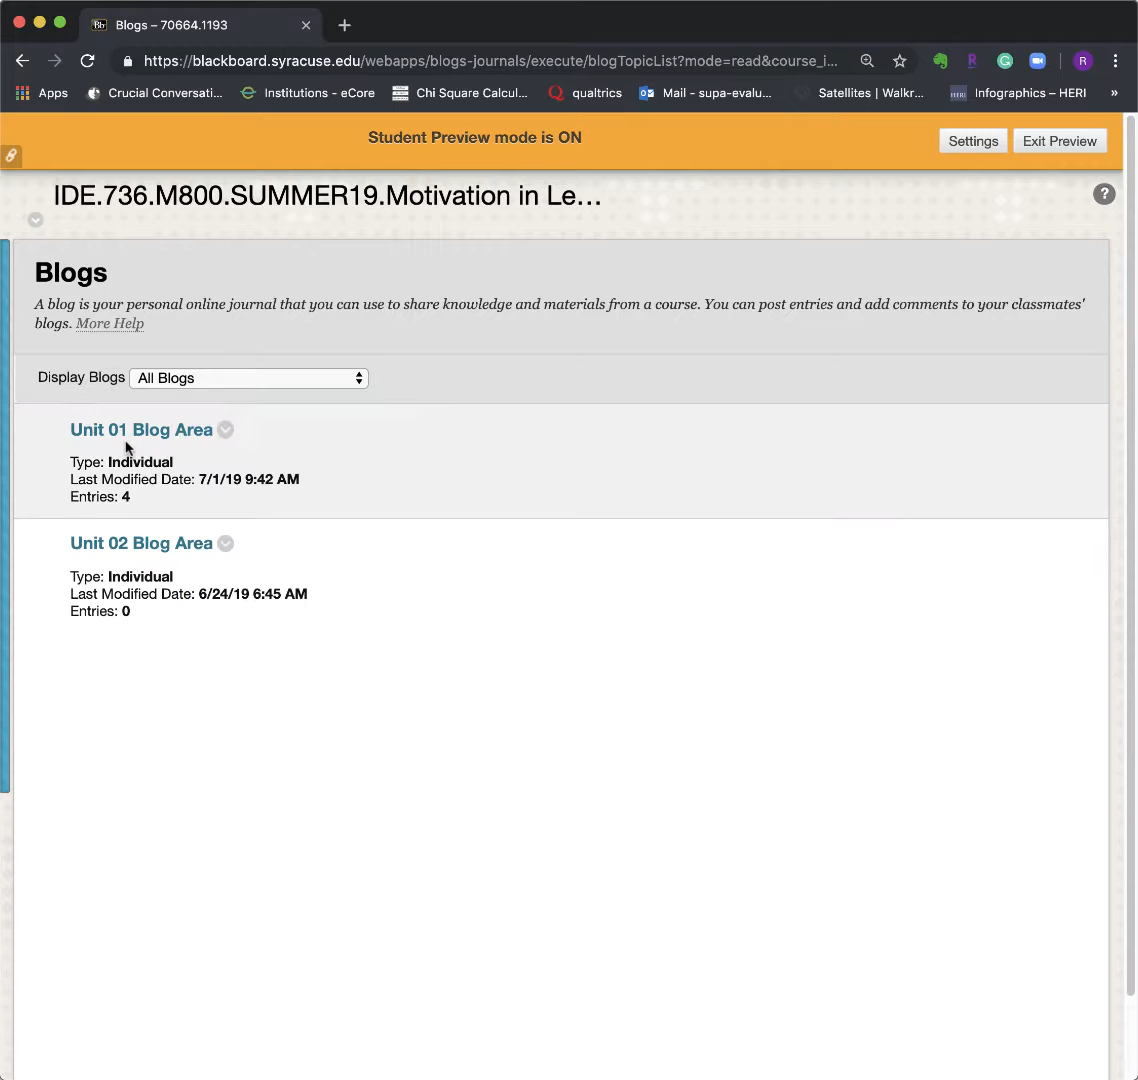 Blogs – 70664.1193
https://blackboard.syracuse.edu/webapps/blogs-journals/execute/blogTopicList?mode=read&course_i...
R
R
Apps
Crucial Conversati...
Institutions - eCore
Chi Square Calcul...
qualtrics
Mail - supa-evalu...
Satellites | Walkr...
HERI
Infographics – HERI
»
Student Preview mode is ON
Settings
Exit Preview
IDE.736.M800.SUMMER19.Motivation in Le...
?
Blogs
A blog is your personal online journal that you can use to share knowledge and materials from a course. You can post entries and add comments to your classmates'
blogs. More Help
Display Blogs All Blogs
Unit 01 Blog Area
Type: Individual
Last Modified Date: 7/1/19 9:42 AM
Entries: 4
Unit 02 Blog Area
Type: Individual
Last Modified Date: 6/24/19 6:45 AM
Entries: 0